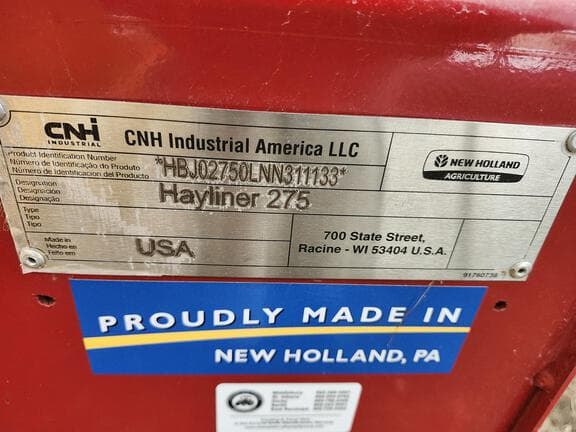 CNH
INDUSTRIAL
CNH Industrial America LLC
NEW HOLLAND
AGRICULTURE
Product Identification Number
Número de Identificação do Produto
Número de Identificacion del Producto
*HBJ02750LNN311133*
Designation
Designación
Designação
Hayliner 275
Type
Tipo
Tipo
Made in
Hecho en
Feito em
USA
700 State Street,
Racine - WI 53404 U.S.A.
91760738
PROUDLY MADE IN
NEW HOLLAND, PA